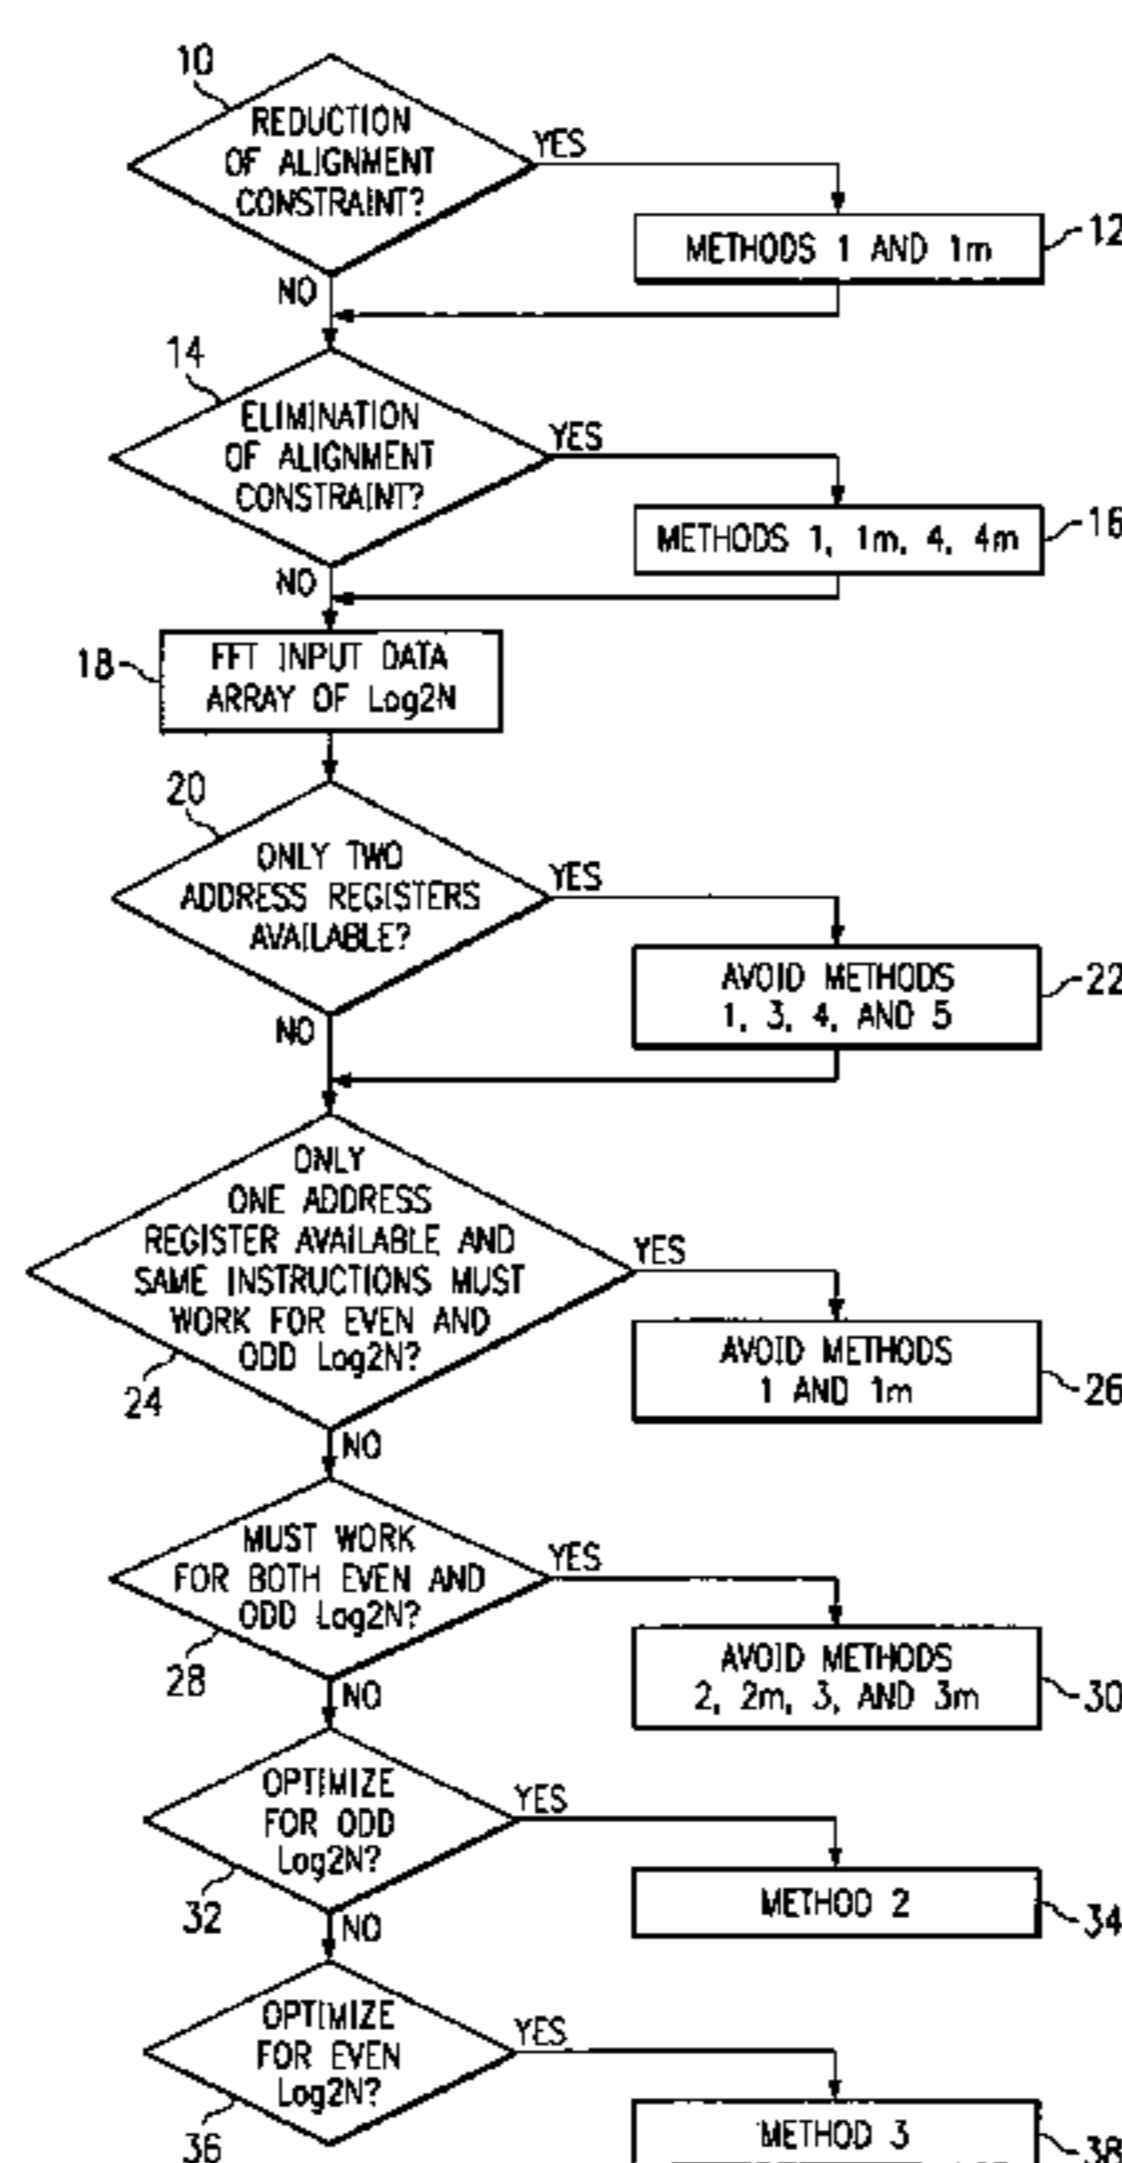 10
REDUCTION
OF ALIGNMENT
CONSTRAINT?
YES
METHODS 1 AND 1m
12
NO
14
ELIMINATION
OF ALIGNMENT
CONSTRAINT?
YES
METHODS 1, 1m, 4, 4m
16
NO
18
FFT INPUT DATA
ARRAY OF Log2N
20
ONLY TWO
ADDRESS REGISTERS
AVAILABLE?
YES
AVOID METHODS
1, 3, 4, AND 5
22
NO
ONLY
ONE ADDRESS
REGISTER AVAILABLE AND
SAME INSTRUCTIONS MUST
WORK FOR EVEN AND
ODD Log2N?
24
YES
AVOID METHODS
1 AND 1m
26
NO
MUST WORK
FOR BOTH EVEN AND
ODD Log2N?
28
YES
AVOID METHODS
2, 2m, 3, AND 3m
30
NO
OPTIMIZE
FOR ODD
Log2N?
32
YES
METHOD 2
34
NO
OPTIMIZE
FOR EVEN
Log2N?
36
YES
METHOD 3
38